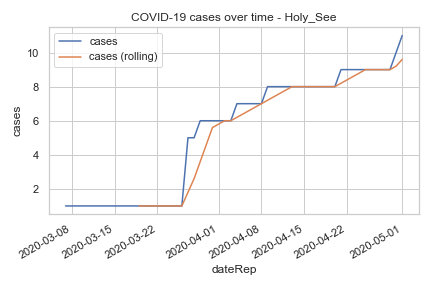 COVID-19 cases over time - Holy_See
cases
cases (rolling)
cases
10
8
6
4
2
2020-03-08
2020-03-15
2020-03-22
2020-04-01
2020-04-08
2020-04-15
2020-04-22
2020-05-01
dateRep